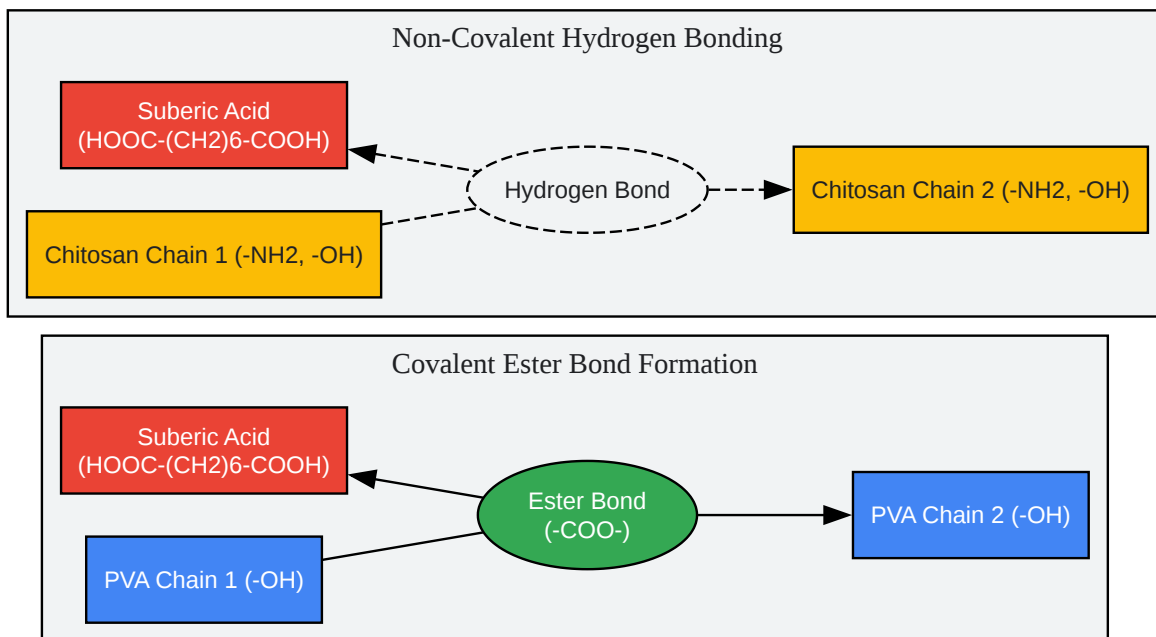 Non-Covalent Hydrogen Bonding
Suberic Acid
(HOOC-(CH2)6-COOH)
Hydrogen Bond
Chitosan Chain 2 (-NH2, -OH)
Chitosan Chain 1 (-NH2, -OH)
Covalent Ester Bond Formation
Suberic Acid
(HOOC-(CH2)6-COOH)
Ester Bond
(-COO-)
PVA Chain 2 (-OH)
PVA Chain 1 (-OH)